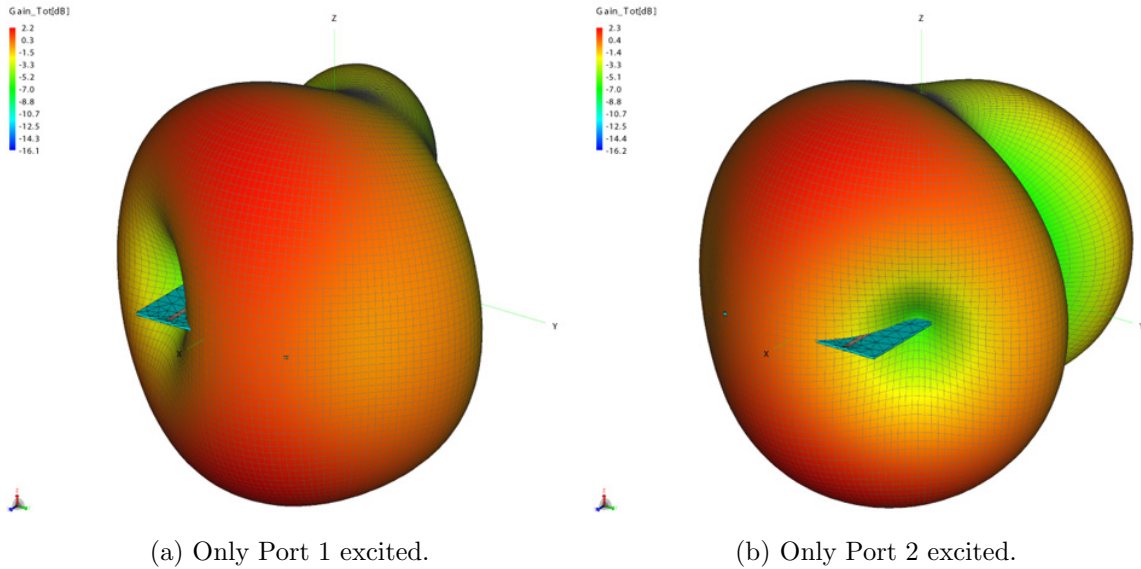 Gain_Tot[dB]
2.2
0.4
-1.5
-3.3
-5.1
-7.0
-8.8
-10.7
-12.5
-14.3
-16.1
Z
Y
X
Gain_Tot[dB]
2.3
0.4
-1.5
-3.3
-5.1
-7.0
-8.8
-10.7
-12.5
-14.4
-16.2
Z
Y
X
(a) Only Port 1 excited.
(b) Only Port 2 excited.